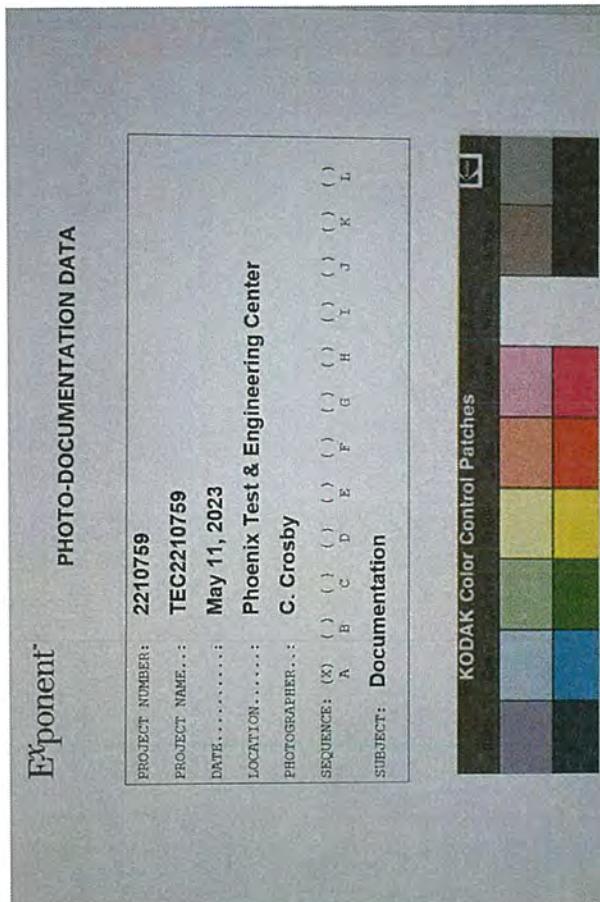 Exponent
PHOTO-DOCUMENTATION DATA
PROJECT NUMBER: 2210759
PROJECT NAME..: TEC2210759
DATE..........: May 11, 2023
LOCATION......: Phoenix Test & Engineering Center
PHOTOGRAPHER..: C. Crosby
SEQUENCE: (X) ( ) ( ) ( ) ( ) ( ) ( ) ( ) ( ) ( ) ( ) ( )
A B C D E F G H I J K L
SUBJECT: Documentation
KODAK Color Control Patches